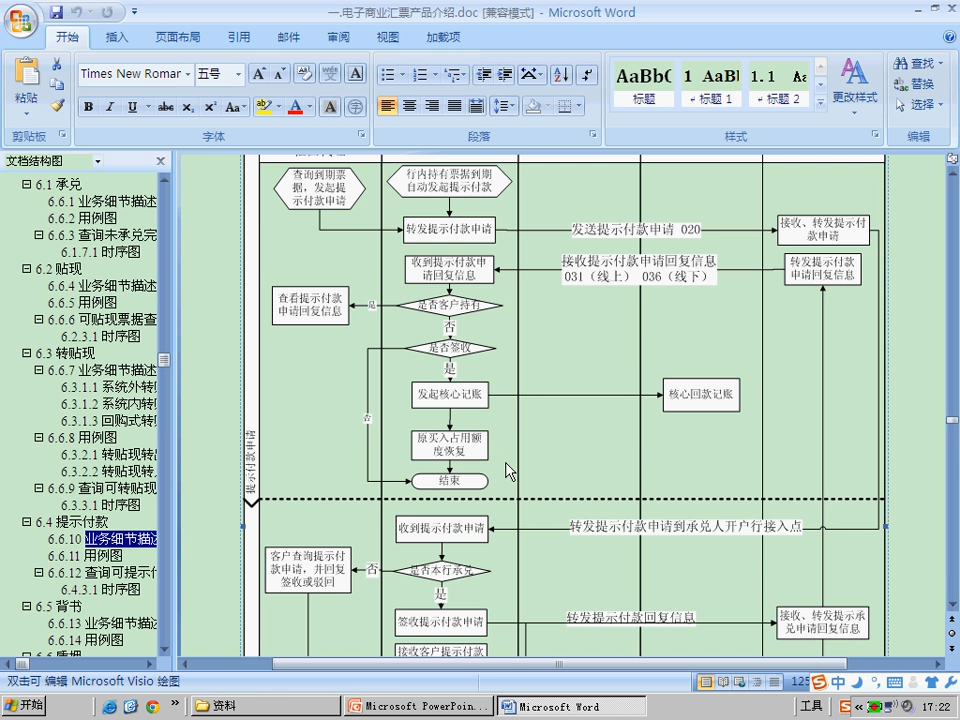 一.电子商业汇票产品介绍.doc [兼容模式] - Microsoft Word
开始 插入 页面布局 引用 邮件 审阅 视图 加载项
粘贴
剪贴板
Times New Romar 五号
字体
段落
AaBbC 1 AaBl 1.1 Aa
标题 标题 1 标题 2
更改样式
样式
查找
替换
选择
编辑
文档结构图
6.1 承兑
6.6.1 业务细节描述
6.6.2 用例图
6.6.3 查询未承兑完
6.1.7.1 时序图
6.2 贴现
6.6.4 业务细节描述
6.6.5 用例图
6.6.6 可贴现票据查
6.2.3.1 时序图
6.3 转贴现
6.6.7 业务细节描述
6.3.1.1 系统外转
6.3.1.2 系统内转
6.3.1.3 回购式转
6.6.8 用例图
6.3.2.1 转贴现转
6.3.2.2 转贴现转
6.6.9 查询可转贴现
6.3.3.1 时序图
6.4 提示付款
6.6.10 业务细节描述
6.6.11 用例图
6.6.12 查询可提示付
6.4.3.1 时序图
6.5 背书
6.6.13 业务细节描述
6.6.14 用例图
查询到期票
据，发起提
示付款申请
行内持有票据到期
自动发起提示付款
转发提示付款申请
发送提示付款申请 020
接收、转发提示付
款申请
收到提示付款申
请回复信息
接收提示付款申请回复信息
031（线上） 036（线下）
转发提示付款
申请回复信息
查看提示付款
申请回复信息
是
是否客户持有
否
是否签收
是
否
发起核心记账
核心回款记账
原买入占用额
度恢复
结束
提示付款申请
收到提示付款申请
转发提示付款申请到承兑人开户行接入点
客户查询提示付
款申请，并回复
签收或驳回
否
是否本行承兑
是
签收提示付款申请
转发提示付款回复信息
接收、转发提示承
兑申请回复信息
接收客户提示付款
双击可 编辑 Microsoft Visio 绘图
125
中
开始
资料
Microsoft PowerPoin...
Microsoft Word
工具
17:22